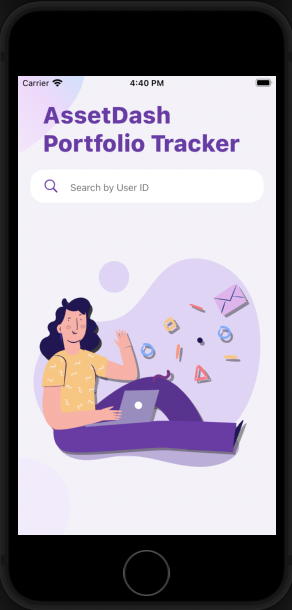 Carrier 4:40 PM
AssetDash
Portfolio Tracker
Search by User ID